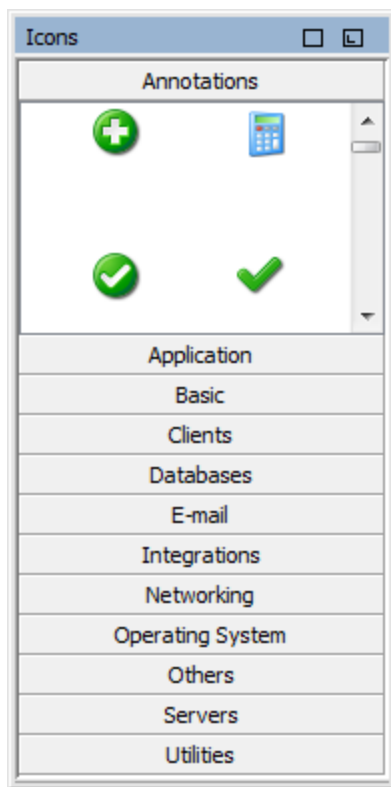 Icons
Annotations
Application
Basic
Clients
Databases
E-mail
Integrations
Networking
Operating System
Others
Servers
Utilities